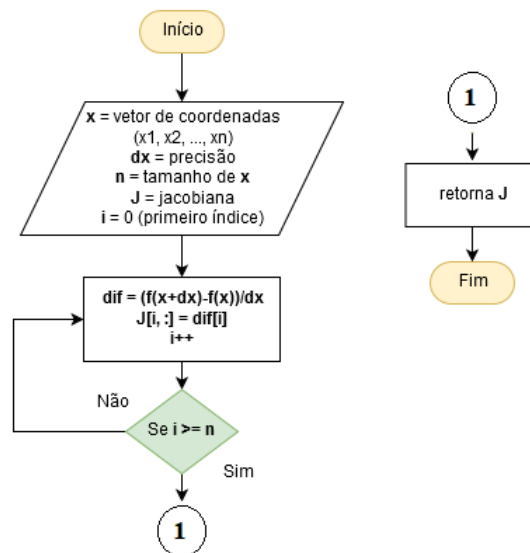 Início
x = vetor de coordenadas
(x1, x2, ..., xn)
dx = precisão
n = tamanho de x
J = jacobiana
i = 0 (primeiro índice)
dif = (f(x+dx)-f(x))/dx
J[i, :] = dif[i]
i++
Não
Se i >= n
Sim
1
1
retorna J
Fim